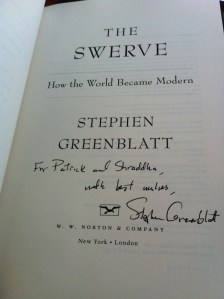 THE
SWERVE
How the World Became Modern
STEPHEN
GREENBLATT
For Patrick and Shraddha,
with best wishes,
Stephen Greenblatt
W. W. NORTON & COMPANY
New York • London